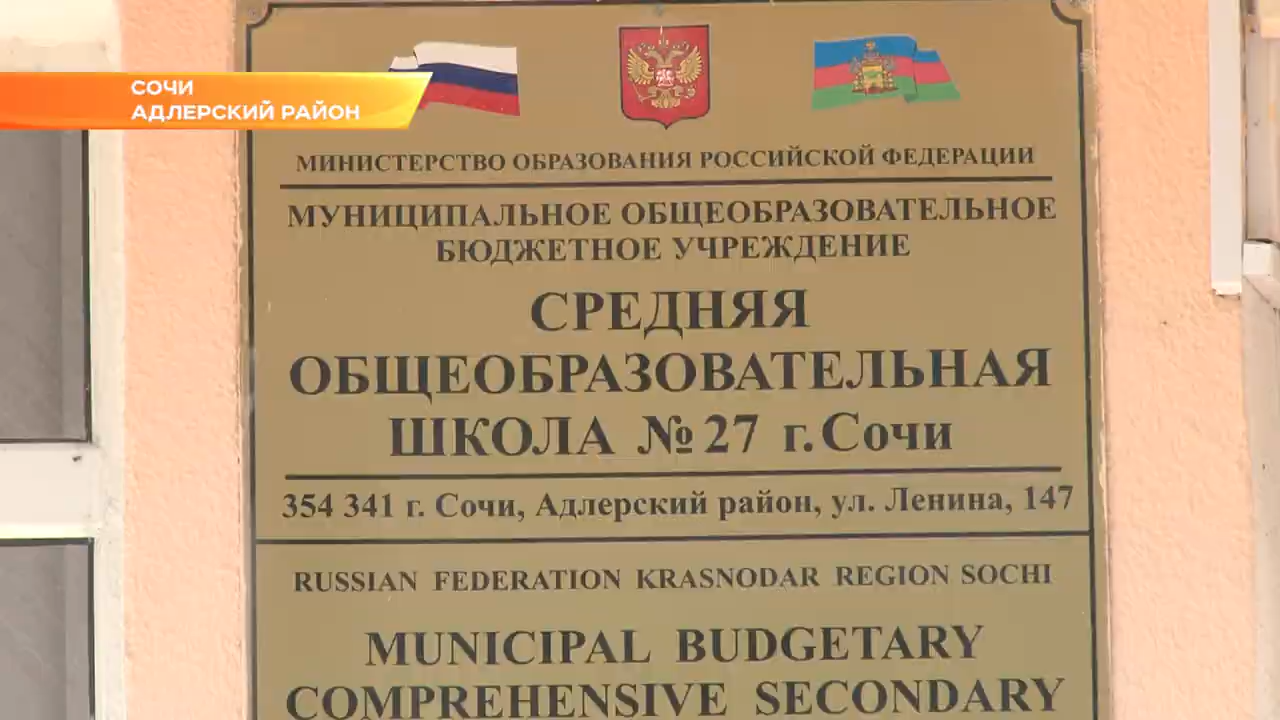 СОЧИ
АДЛЕРСКИЙ РАЙОН
МИНИСТЕРСТВО ОБРАЗОВАНИЯ РОССИЙСКОЙ ФЕДЕРАЦИИ
МУНИЦИПАЛЬНОЕ ОБЩЕОБРАЗОВАТЕЛЬНОЕ
БЮДЖЕТНОЕ УЧРЕЖДЕНИЕ
СРЕДНЯЯ
ОБЩЕОБРАЗОВАТЕЛЬНАЯ
ШКОЛА №27 г.Сочи
354 341 г. Сочи, Адлерский район, ул. Ленина, 147
RUSSIAN FEDERATION KRASNODAR REGION SOCHI
MUNICIPAL BUDGETARY
COMPREHENSIVE SECONDARY